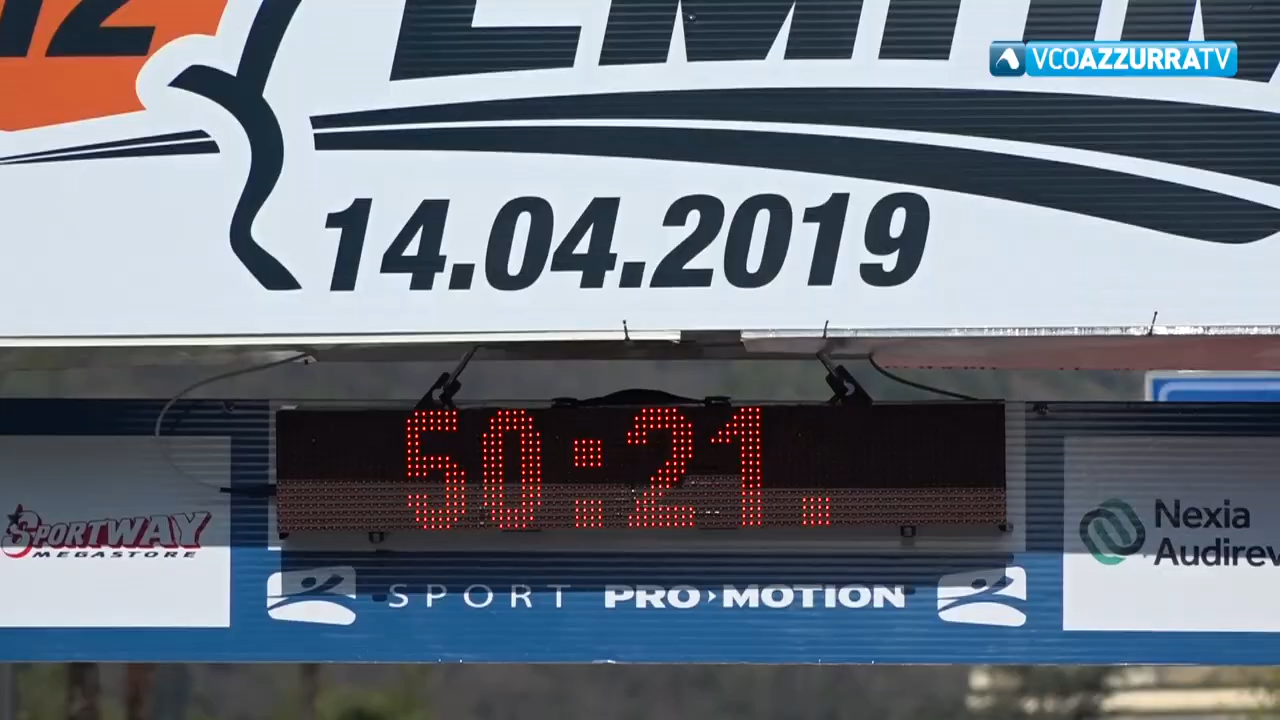 VCOAZZURRATV
14.04.2019
50:21.
SPORTWAY
MEGASTORE
Nexia
Audirev
SPORT PRO-MOTION